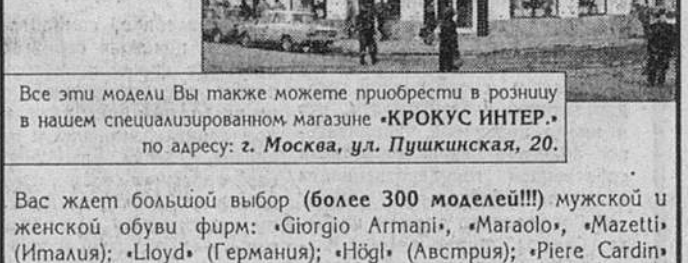 Все эти модели Вы также можете приобрести в розницу
в нашем специализированном магазине «КРОКУС ИНТЕР.»
по адресу: г. Москва, ул. Пушкинская, 20.
Вас ждет большой выбор (более 300 моделей!!!) мужской и
женской обуви фирм: «Giorgio Armani», «Maraolo», «Mazetti»
(Италия); «Lloyd» (Германия); «Högl» (Австрия); «Piere Cardin»